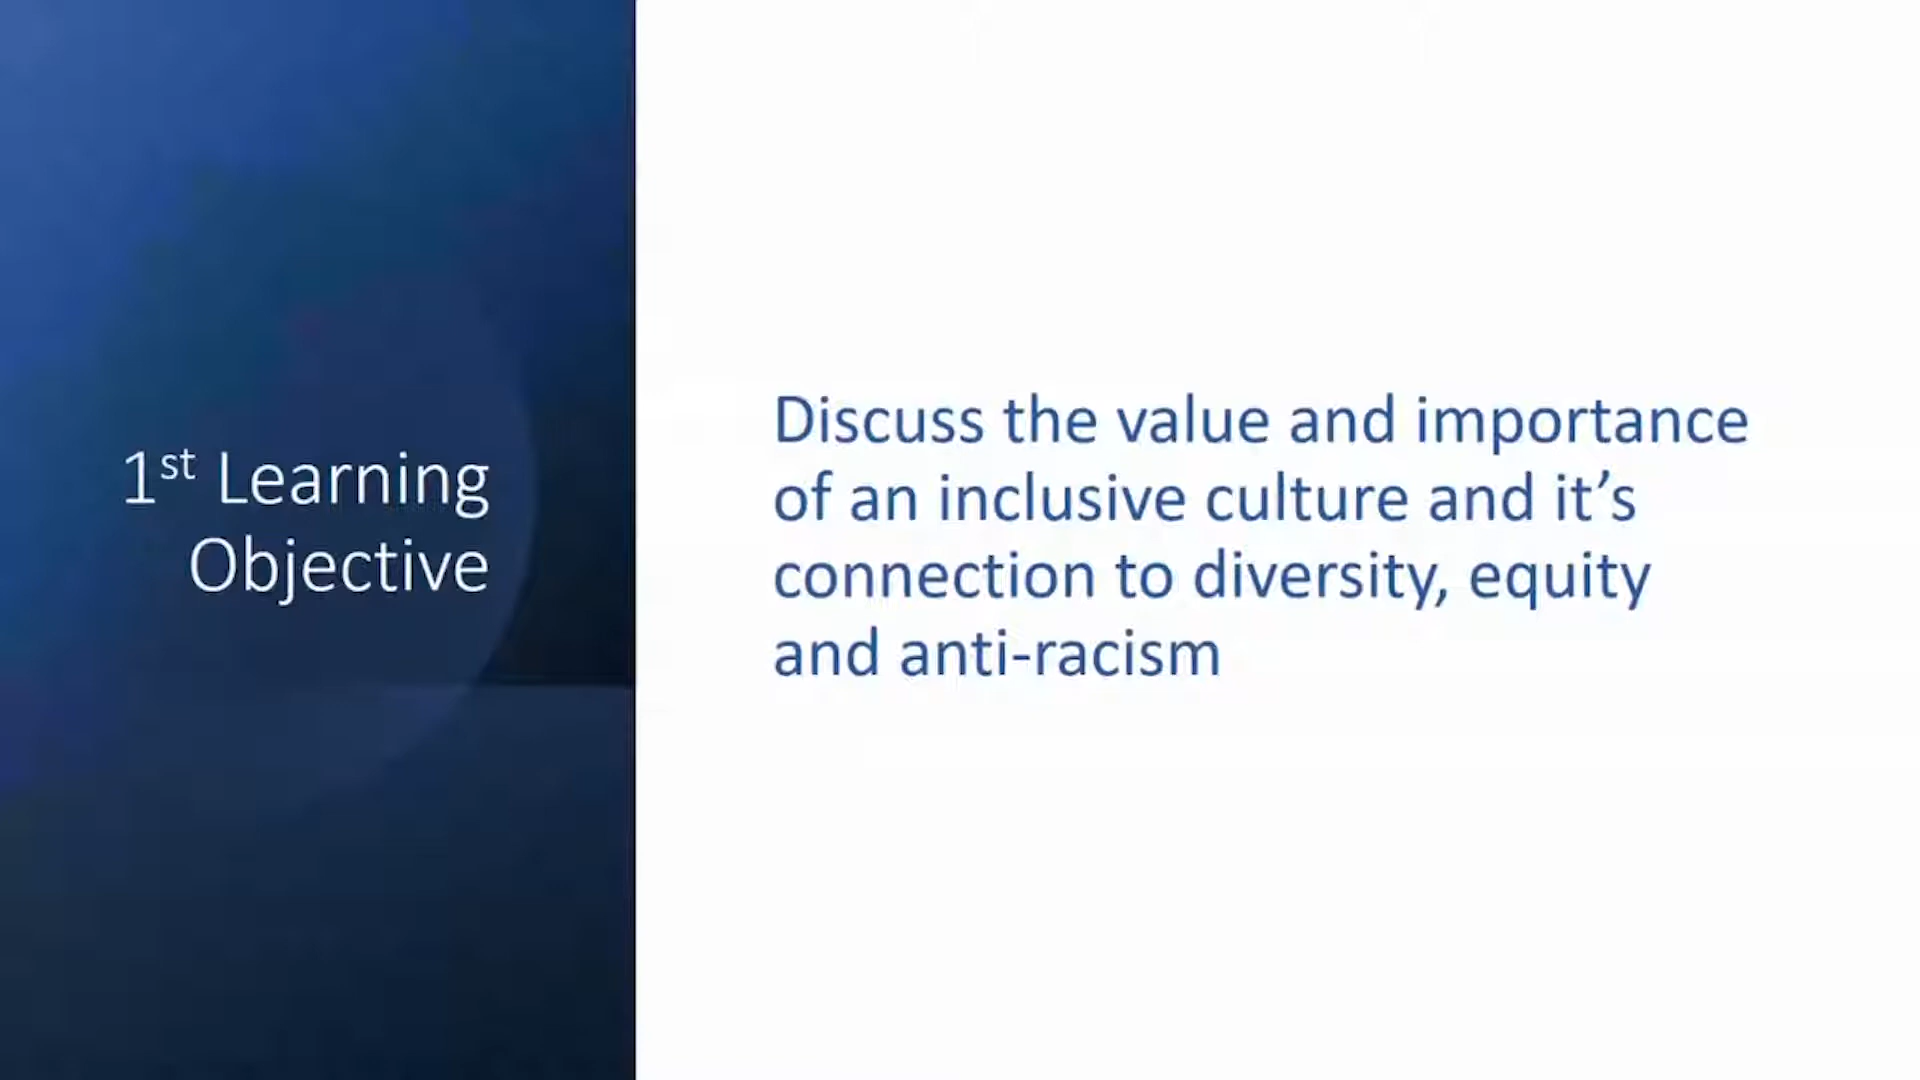 1st Learning
Objective
Discuss the value and importance
of an inclusive culture and it’s
connection to diversity, equity
and anti-racism